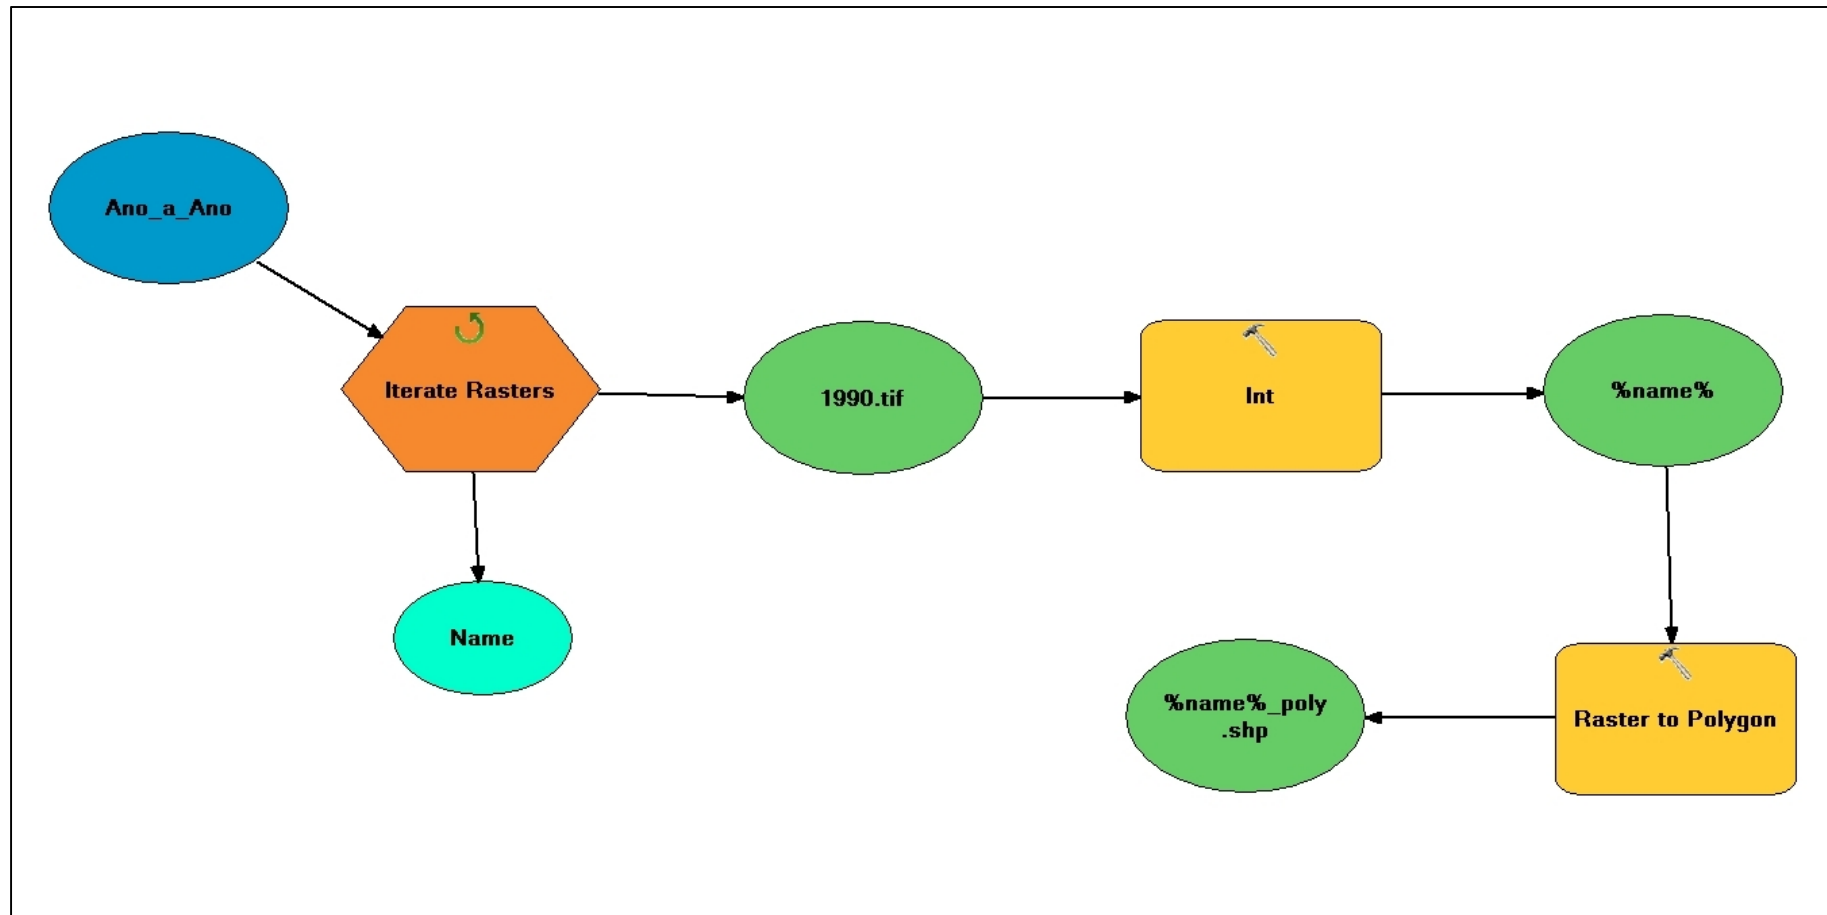 Ano_a_Ano
Iterate Rasters
1990.tif
Int
%name%
Name
%name%_poly
.shp
Raster to Polygon